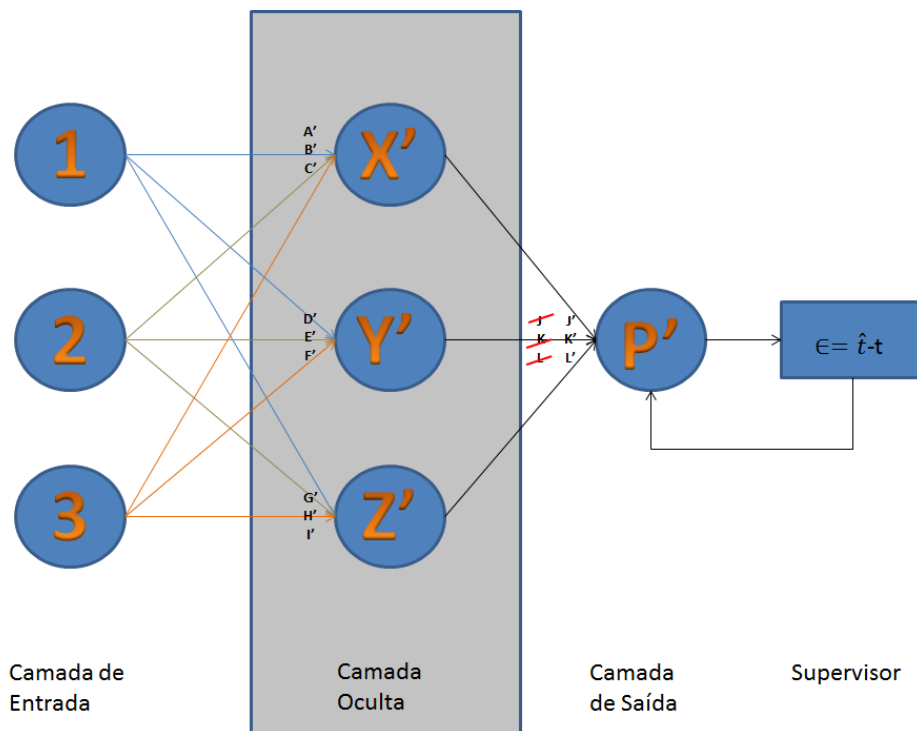 1
A'
B'
C'
X'
2
D'
E'
F'
Y'
J J'
K K'
L L'
P'
∈= t̂-t
3
G'
H'
I'
Z'
Camada de
Entrada
Camada
Oculta
Camada
de Saída
Supervisor